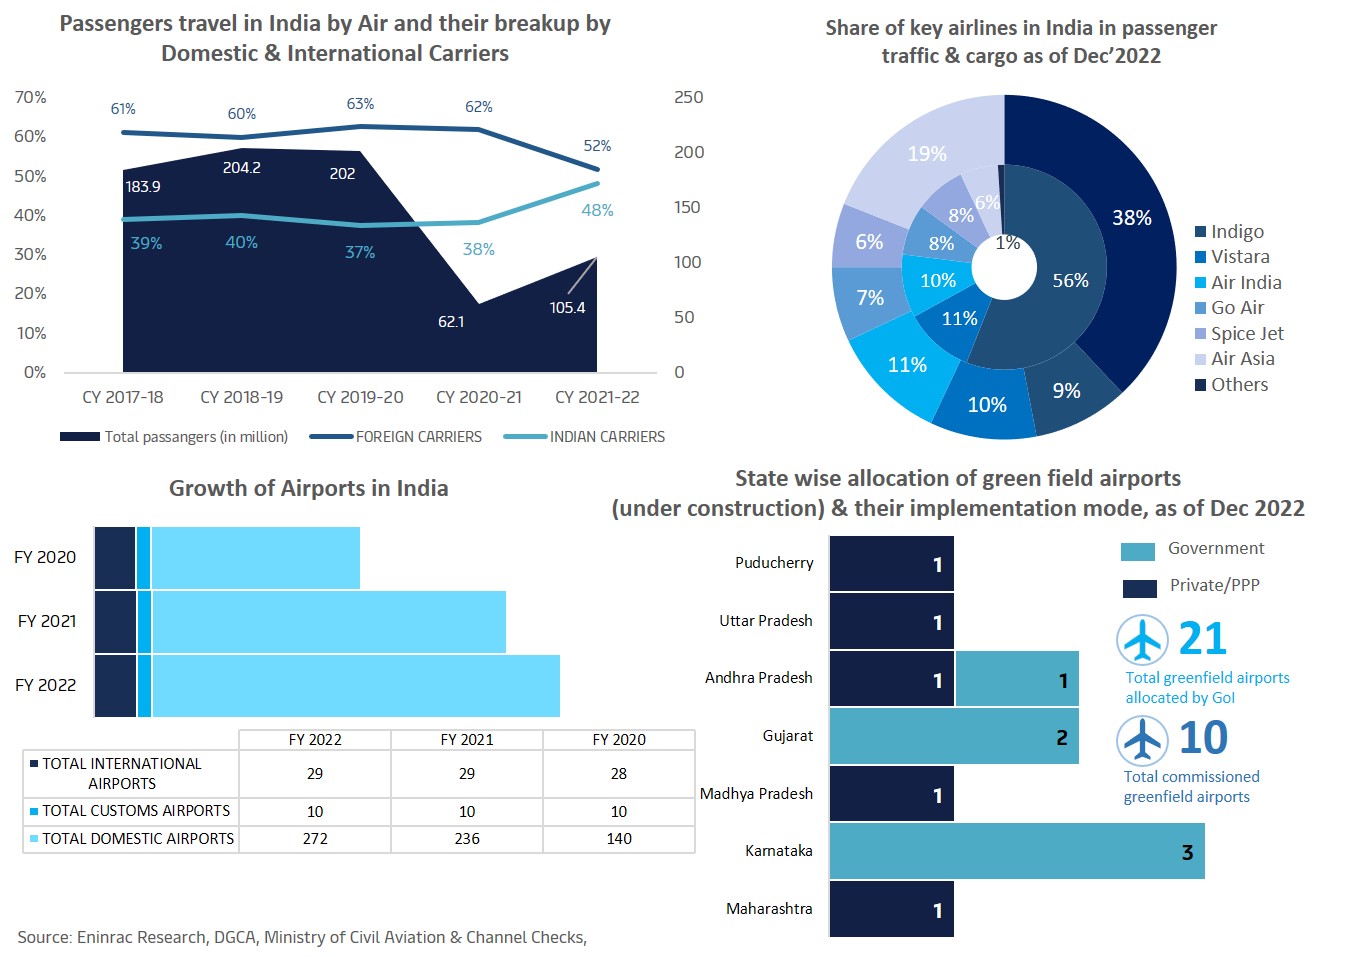 Passengers travel in India by Air and their breakup by
Domestic & International Carriers
70%
60%
50%
40%
30%
20%
10%
0%
250
200
150
100
50
0
61%
60%
63%
62%
52%
183.9
204.2
202
62.1
105.4
39%
40%
37%
38%
48%
CY 2017-18
CY 2018-19
CY 2019-20
CY 2020-21
CY 2021-22
Total passangers (in million)
FOREIGN CARRIERS
INDIAN CARRIERS
Share of key airlines in India in passenger
traffic & cargo as of Dec’2022
38%
9%
10%
11%
7%
6%
19%
56%
11%
10%
8%
8%
6%
1%
Indigo
Vistara
Air India
Go Air
Spice Jet
Air Asia
Others
Growth of Airports in India
FY 2020
FY 2021
FY 2022
FY 2022 FY 2021 FY 2020
TOTAL INTERNATIONAL
AIRPORTS
29 29 28
TOTAL CUSTOMS AIRPORTS 10 10 10
TOTAL DOMESTIC AIRPORTS 272 236 140
State wise allocation of green field airports
(under construction) & their implementation mode, as of Dec 2022
Puducherry 1
Uttar Pradesh 1
Andhra Pradesh 1 1
Gujarat 2
Madhya Pradesh 1
Karnataka 3
Maharashtra 1
Government
Private/PPP
21
Total greenfield airports
allocated by GoI
10
Total commissioned
greenfield airports
Source: Eninrac Research, DGCA, Ministry of Civil Aviation & Channel Checks,